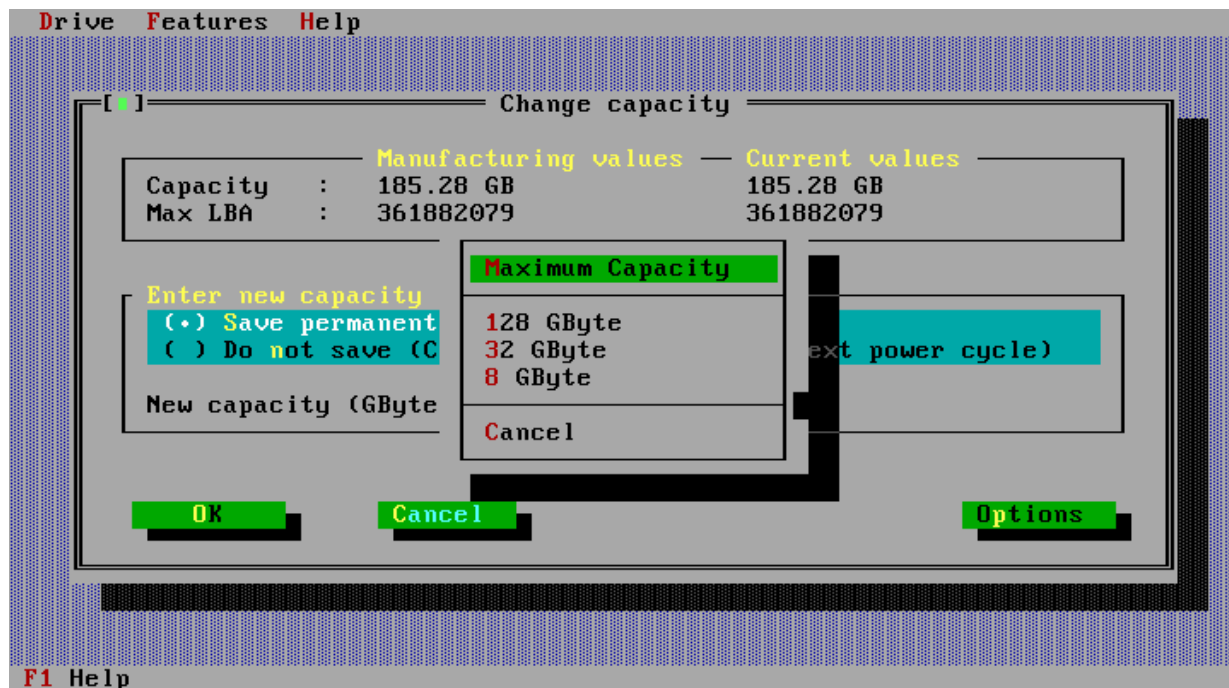 Drive Features Help
[ ] Change capacity
Manufacturing values Current values
Capacity : 185.28 GB 185.28 GB
Max LBA : 361882079 361882079
Maximum Capacity
Enter new capacity
(•) Save permanent 128 GByte
( ) Do not save (C 32 GByte ext power cycle)
8 GByte
New capacity (GByte
Cancel
OK Cancel Options
F1 Help